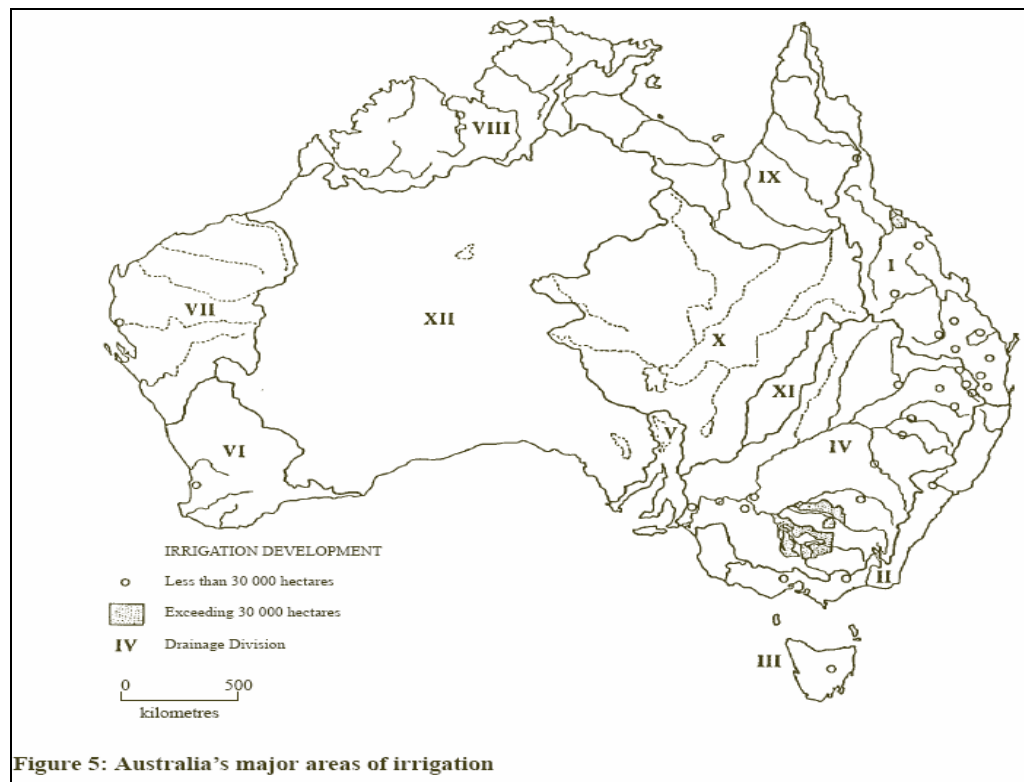 VIII
IX
I
VII
XII
X
XI
V
VI
IV
II
III
IRRIGATION DEVELOPMENT
Less than 30 000 hectares
Exceeding 30 000 hectares
IV Drainage Division
0 500
kilometres
Figure 5: Australia's major areas of irrigation